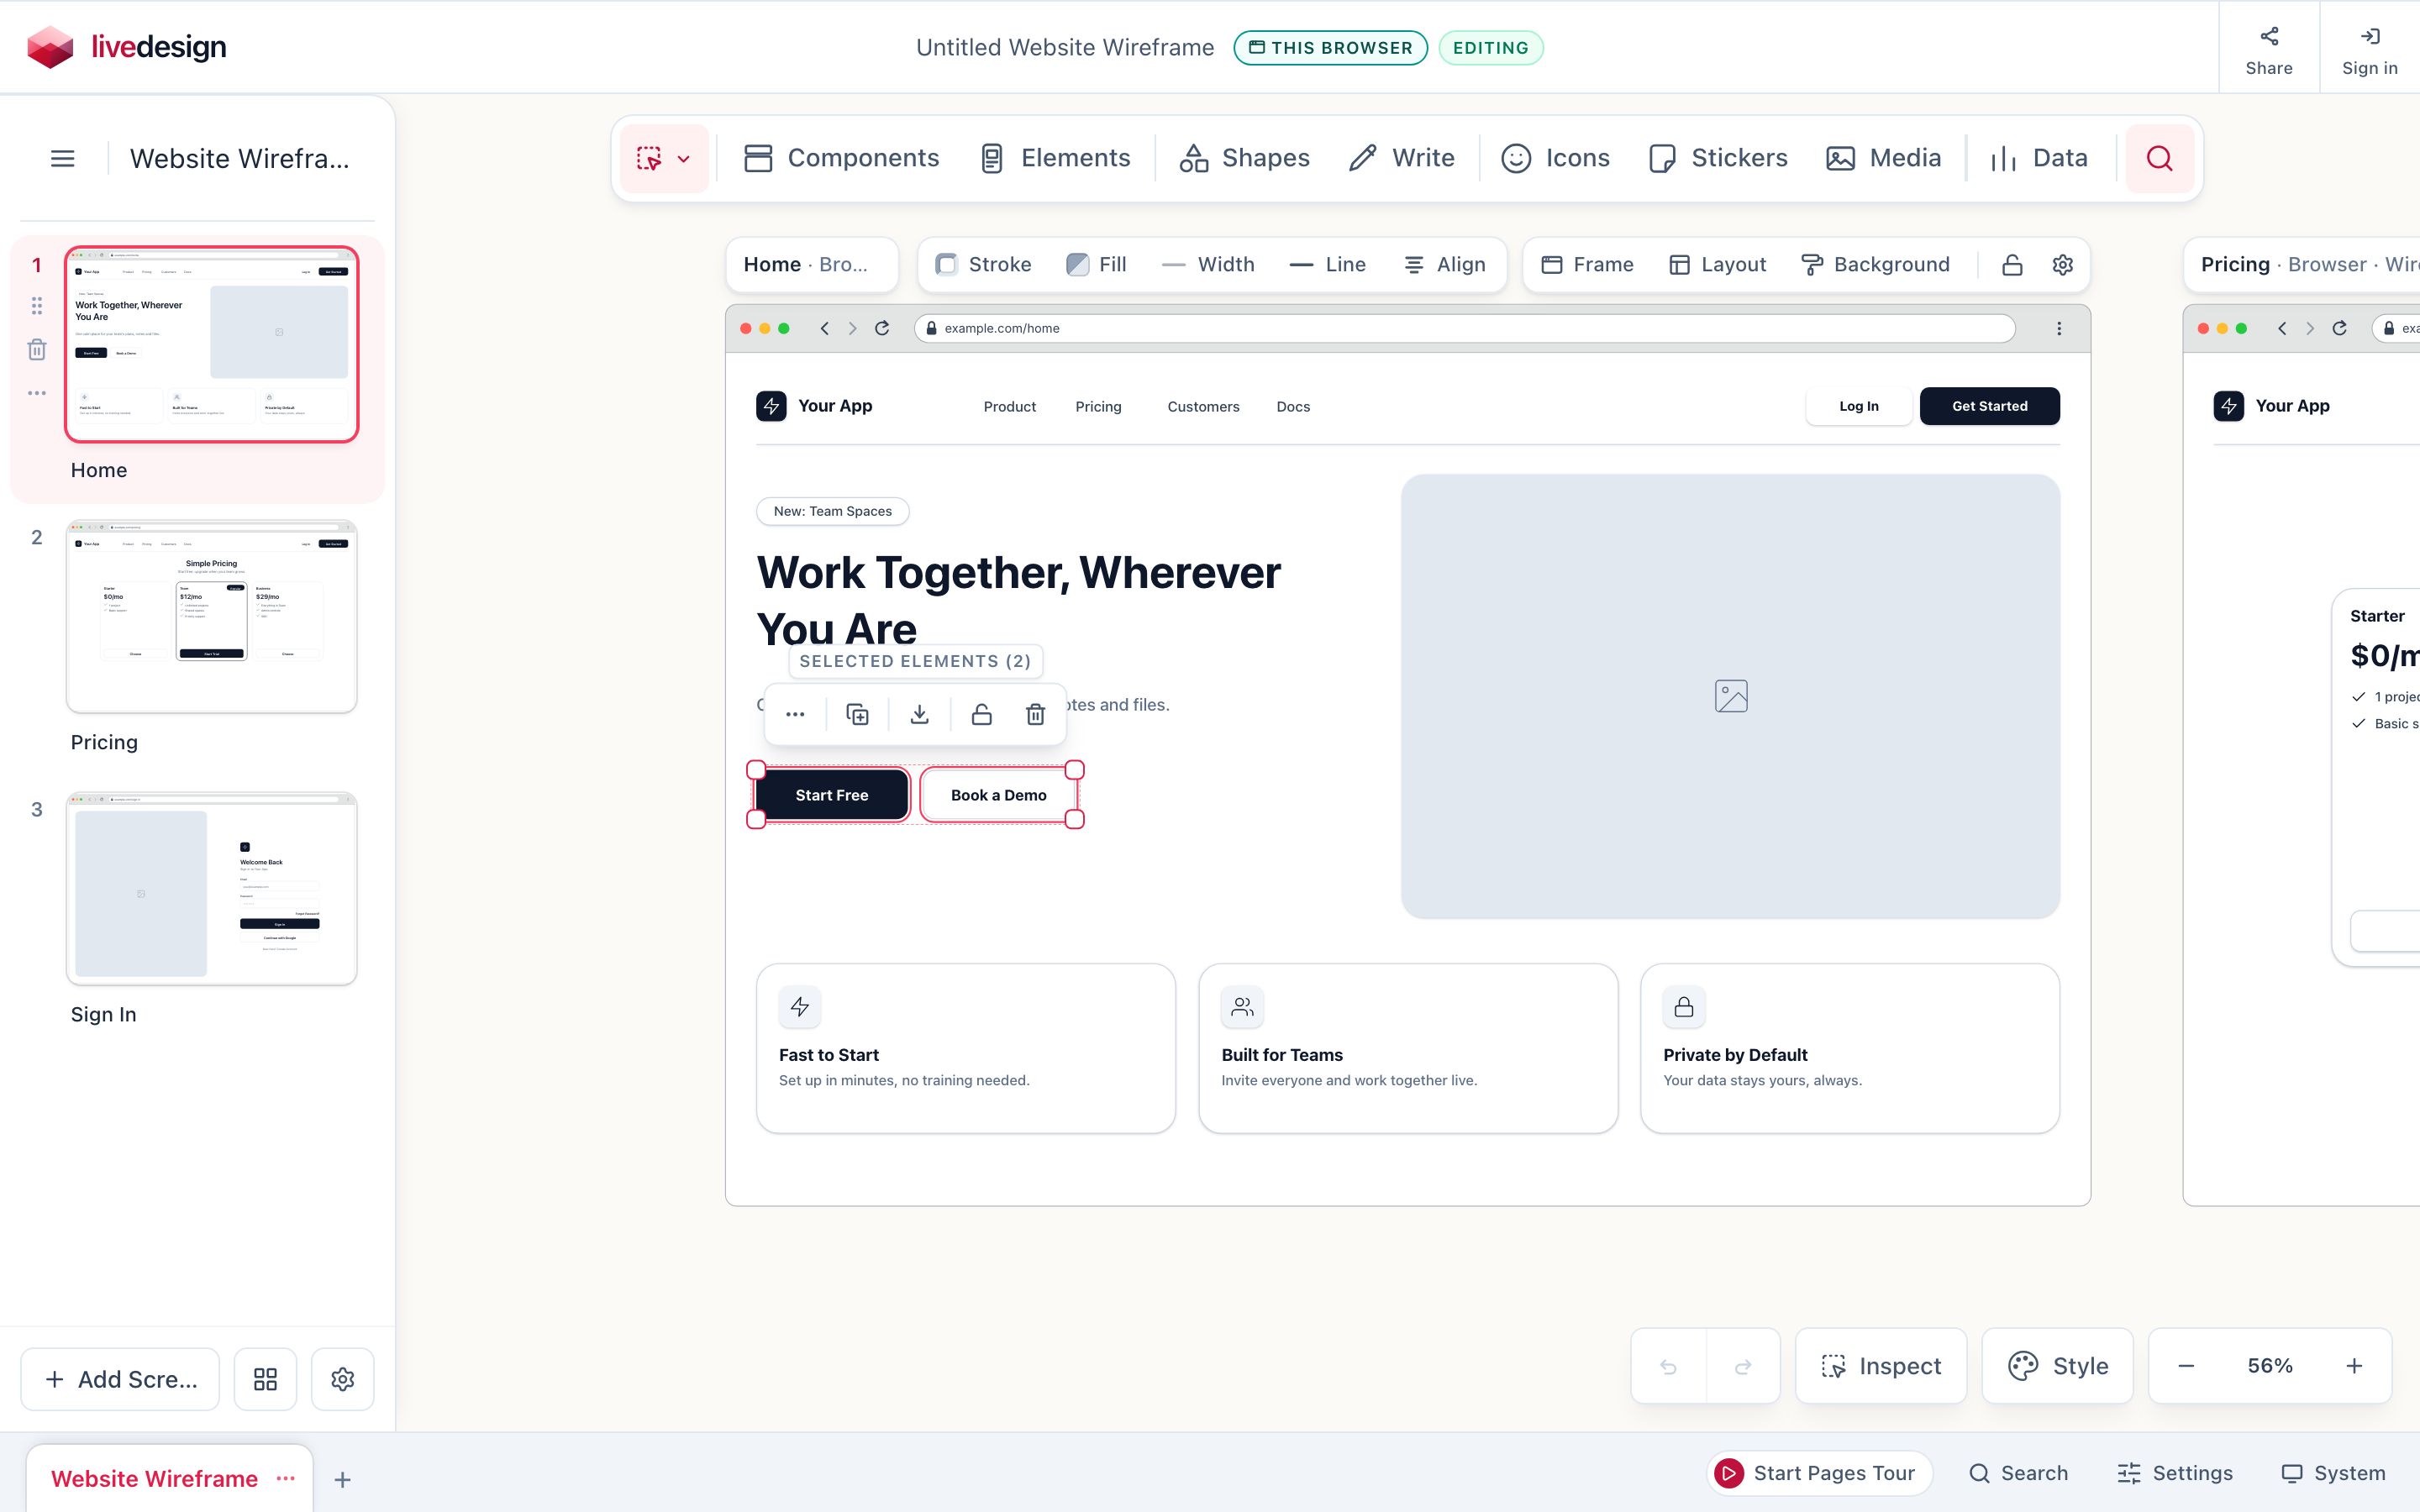 livedesign
Untitled Website Wireframe
THIS BROWSER
EDITING
Share
Sign in
Website Wirefra...
Components
Elements
Shapes
Write
Icons
Stickers
Media
Data
1
Home
2
Pricing
3
Sign In
Work Together, Wherever
You Are
Simple Pricing
Welcome Back
Home · Bro...
Stroke
Fill
Width
Line
Align
Frame
Layout
Background
Pricing · Browser · Wir
example.com/home
Your App
Product
Pricing
Customers
Docs
Log In
Get Started
New: Team Spaces
Work Together, Wherever
You Are
SELECTED ELEMENTS (2)
and files.
Start Free
Book a Demo
Fast to Start
Set up in minutes, no training needed.
Built for Teams
Invite everyone and work together live.
Private by Default
Your data stays yours, always.
Your App
Starter
$0/m
1 projec
Basic s
Add Scre...
Inspect
Style
56%
Website Wireframe
Start Pages Tour
Search
Settings
System